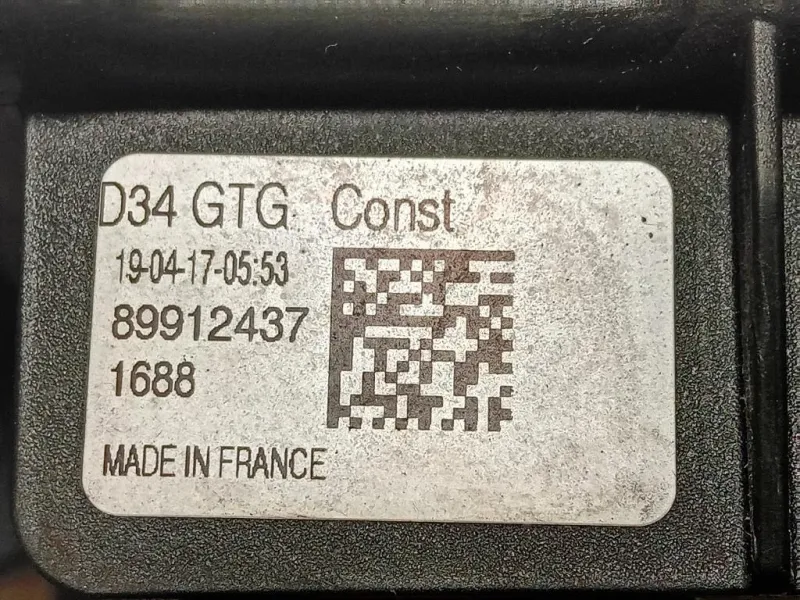 D34 GTG Const
19-04-17-05:53
89912437
1688
MADE IN FRANCE